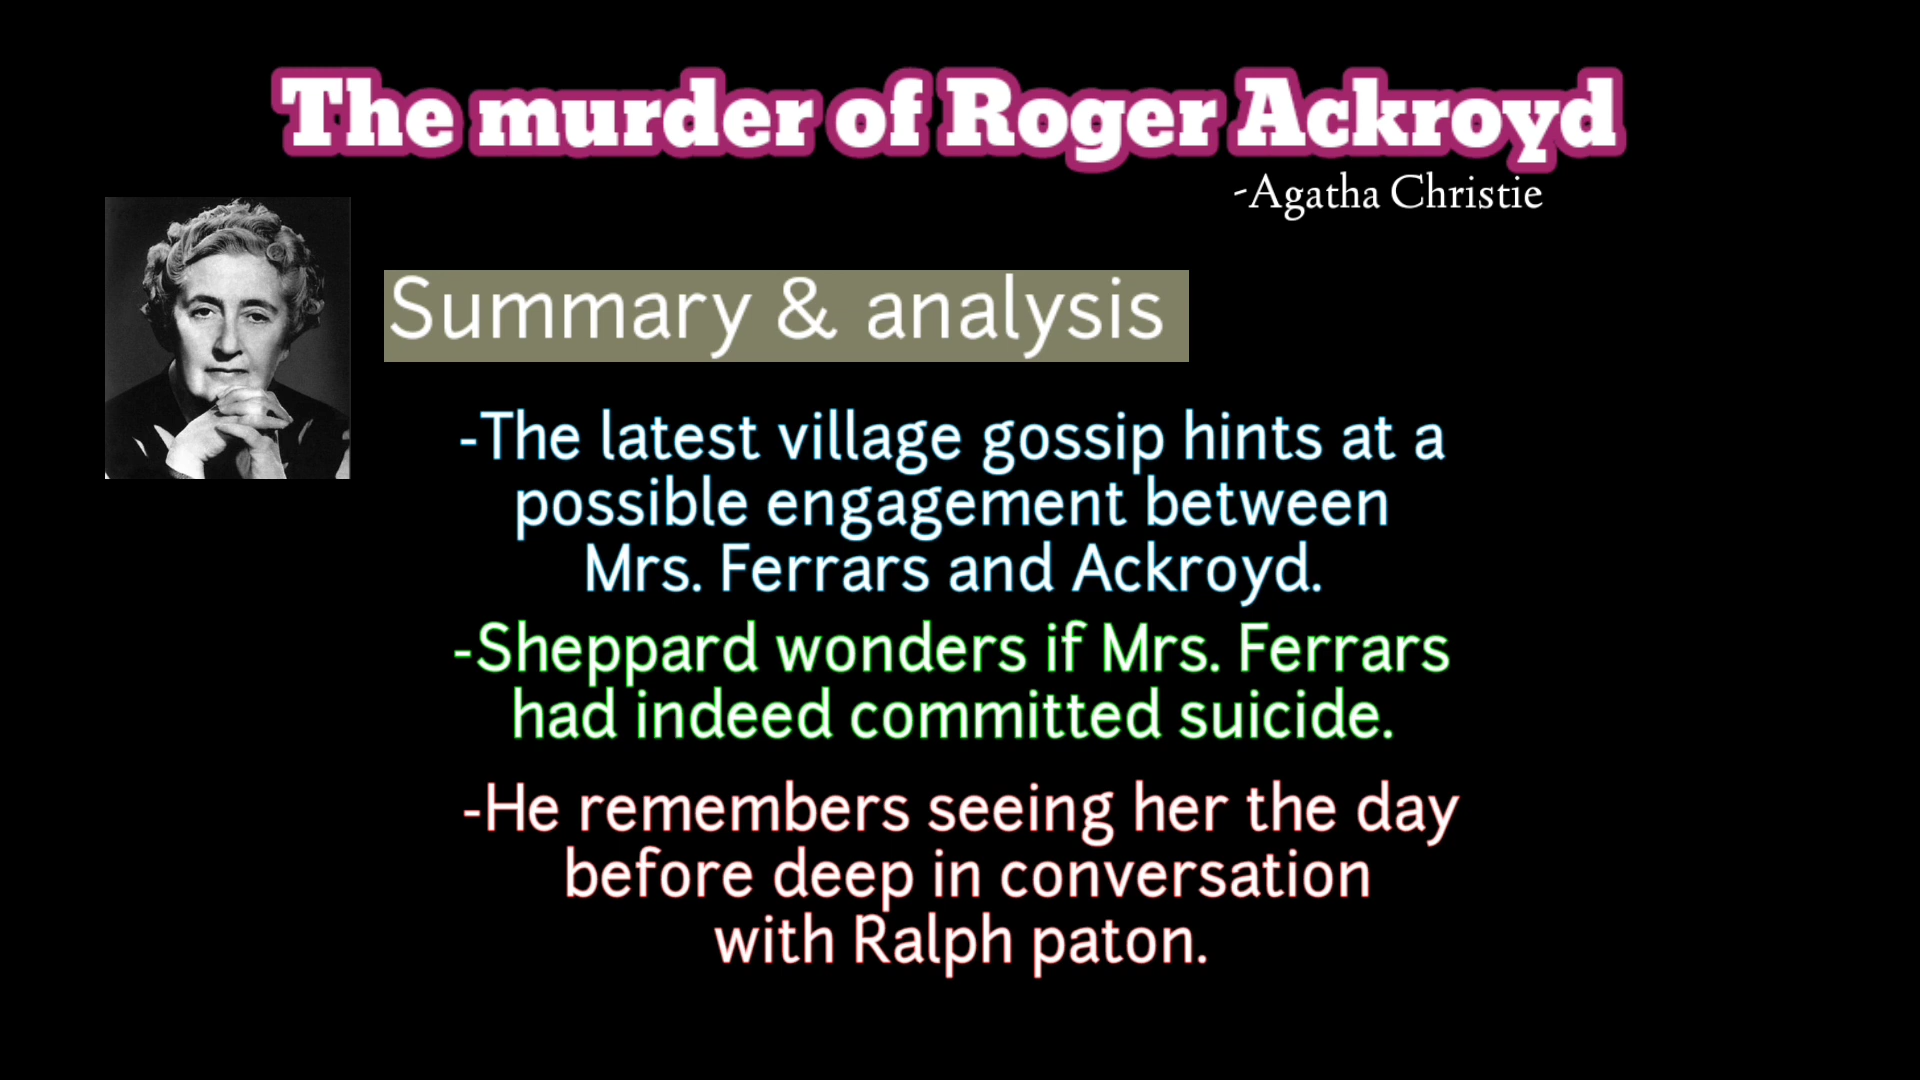 The murder of Roger Ackroyd
-Agatha Christie
Summary & analysis
-The latest village gossip hints at a
possible engagement between
Mrs. Ferrars and Ackroyd.
-Sheppard wonders if Mrs. Ferrars
had indeed committed suicide.
-He remembers seeing her the day
before deep in conversation
with Ralph paton.